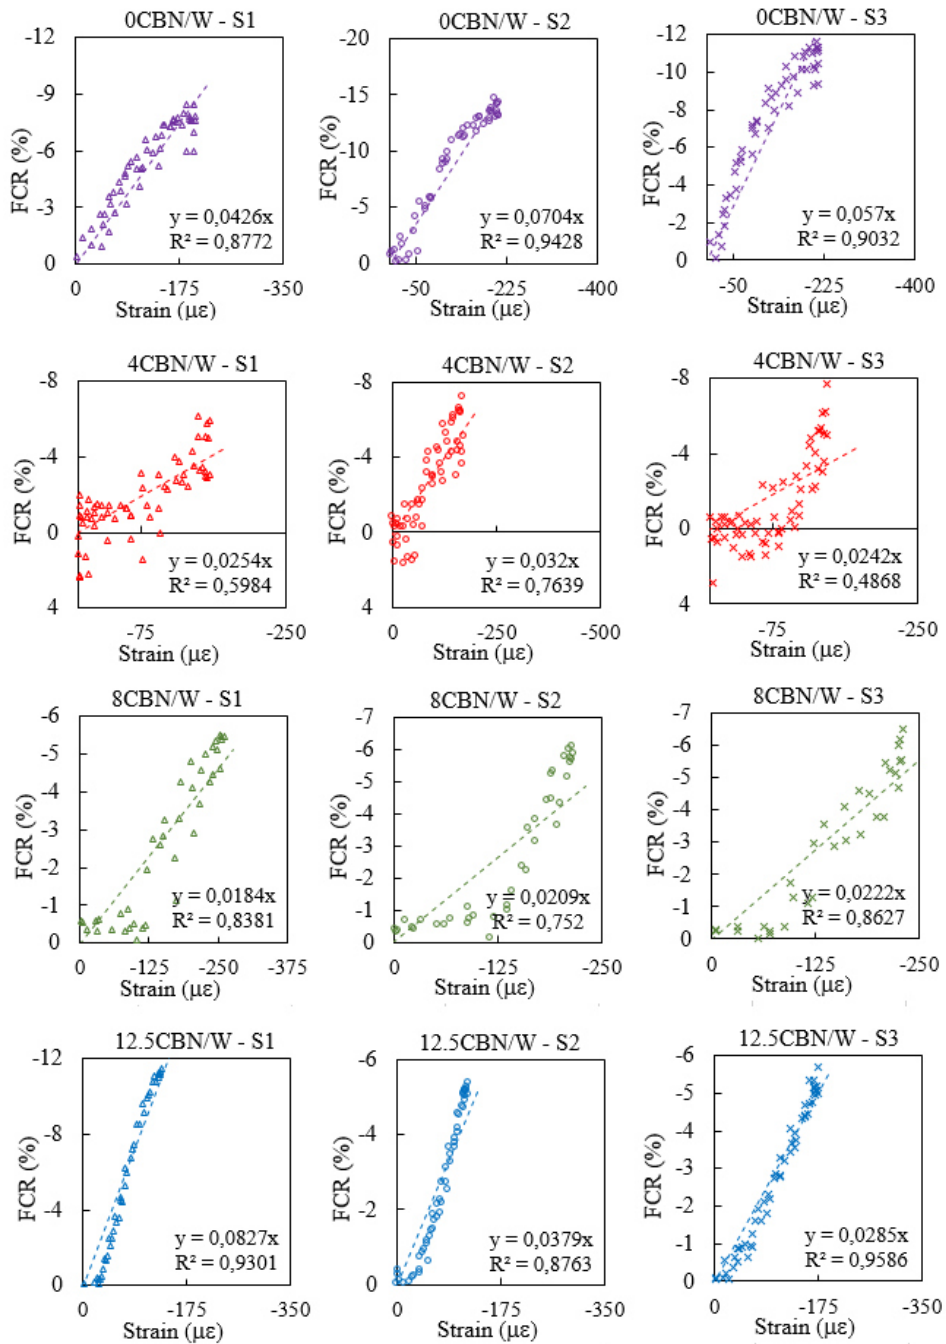 0CBN/W - S1
-12
-9
-6
-3
0
FCR (%)
y = 0,0426x
R² = 0,8772
0
-175
-350
Strain (με)
0CBN/W - S2
-20
-15
-10
-5
0
FCR (%)
y = 0,0704x
R² = 0,9428
-50
-225
-400
Strain (με)
0CBN/W - S3
-12
-10
-8
-6
-4
-2
0
FCR (%)
y = 0,057x
R² = 0,9032
-50
-225
-400
Strain (με)
4CBN/W - S1
-8
-4
0
4
FCR (%)
y = 0,0254x
R² = 0,5984
-75
-250
Strain (με)
4CBN/W - S2
-8
-4
0
4
FCR (%)
y = 0,032x
R² = 0,7639
0
-250
-500
Strain (με)
4CBN/W - S3
-8
-4
0
4
FCR (%)
y = 0,0242x
R² = 0,4868
-75
-250
Strain (με)
8CBN/W - S1
-6
-5
-4
-3
-2
-1
0
FCR (%)
y = 0,0184x
R² = 0,8381
0
-125
-250
-375
Strain (με)
8CBN/W - S2
-7
-6
-5
-4
-3
-2
-1
0
FCR (%)
y = 0,0209x
R² = 0,752
0
-125
-250
Strain (με)
8CBN/W - S3
-7
-6
-5
-4
-3
-2
-1
0
FCR (%)
y = 0,0222x
R² = 0,8627
0
-125
-250
Strain (με)
12.5CBN/W - S1
-12
-8
-4
0
FCR (%)
y = 0,0827x
R² = 0,9301
0
-175
-350
Strain (με)
12.5CBN/W - S2
-6
-4
-2
0
FCR (%)
y = 0,0379x
R² = 0,8763
0
-175
-350
Strain (με)
12.5CBN/W - S3
-6
-5
-4
-3
-2
-1
0
FCR (%)
y = 0,0285x
R² = 0,9586
0
-175
-350
Strain (με)